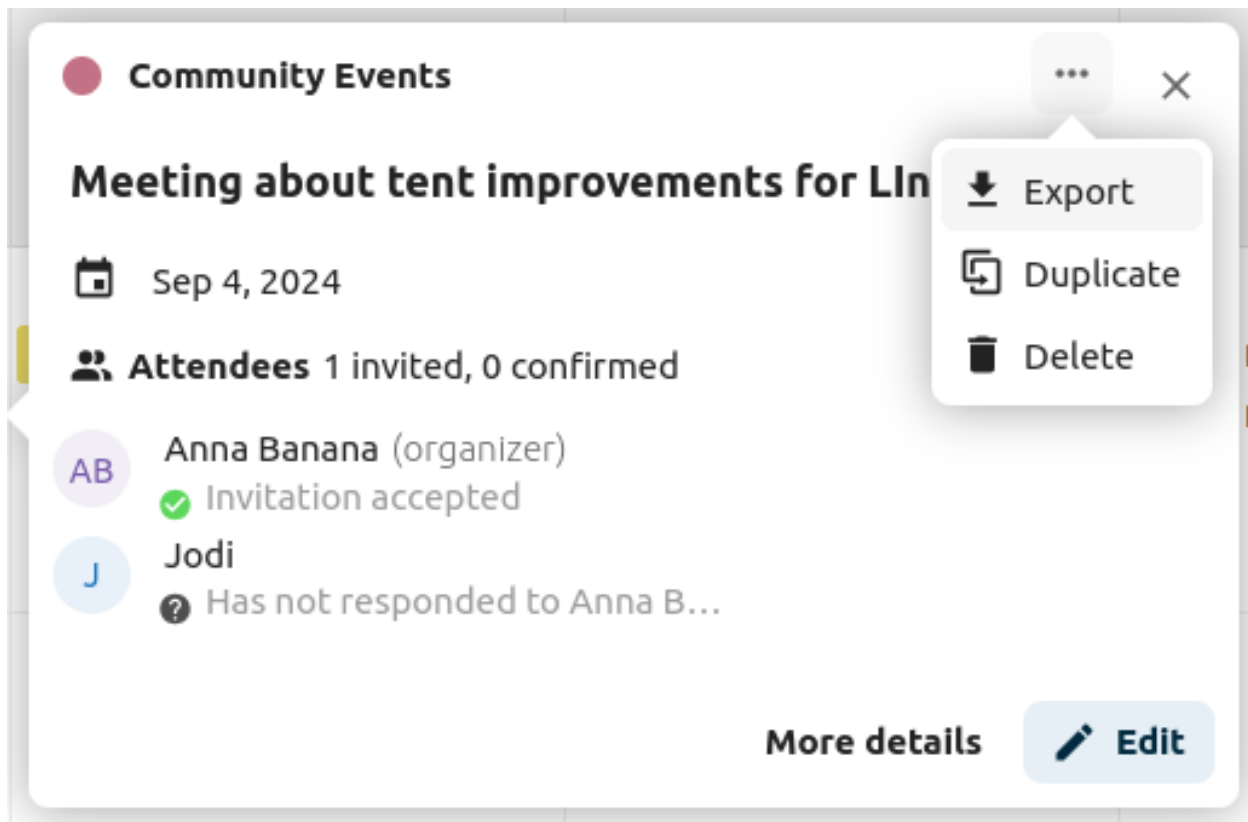 Community Events
Meeting about tent improvements for LIn
Export
Sep 4, 2024
Duplicate
Attendees 1 invited, 0 confirmed
Delete
AB
Anna Banana (organizer)
Invitation accepted
J
Jodi
Has not responded to Anna B...
More details
Edit